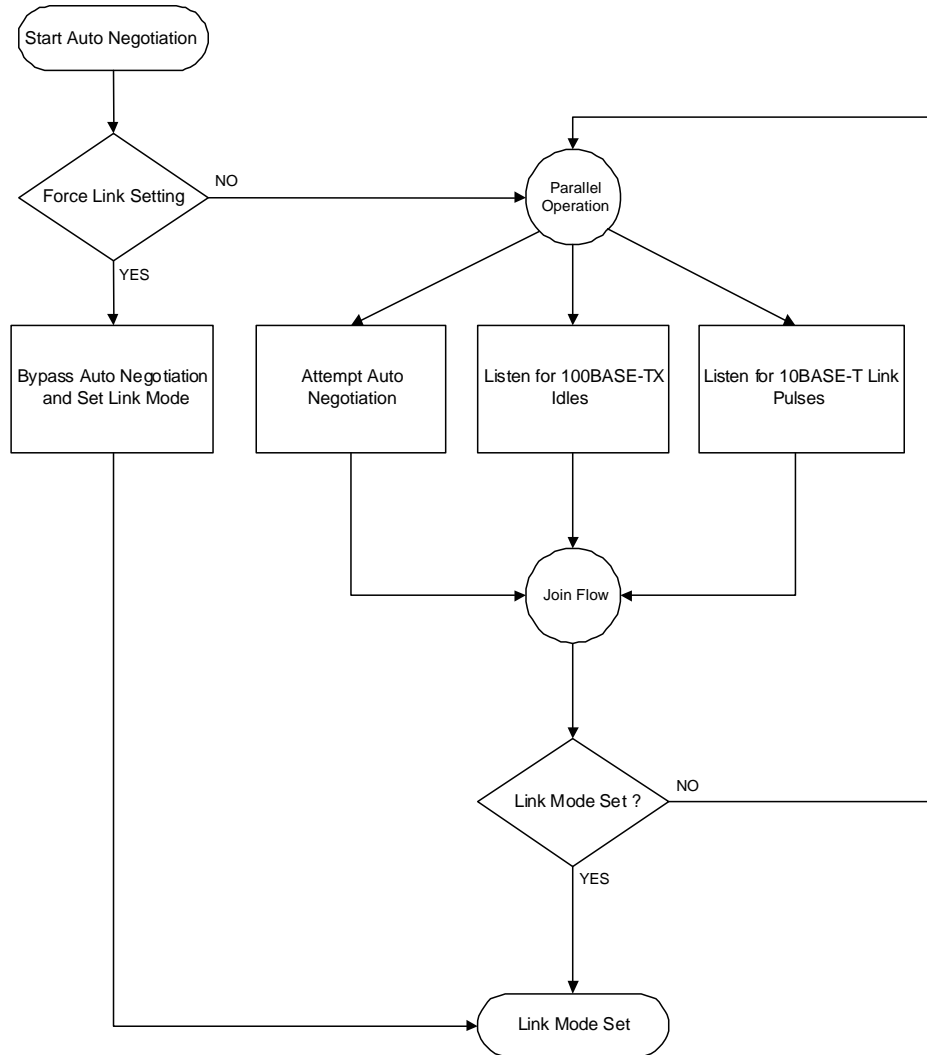 Start Auto Negotiation
Force Link Setting
NO
YES
Parallel
Operation
Bypass Auto Negotiation
and Set Link Mode
Attempt Auto
Negotiation
Listen for 100BASE-TX
Idles
Listen for 10BASE-T Link
Pulses
Join Flow
Link Mode Set ?
NO
YES
Link Mode Set